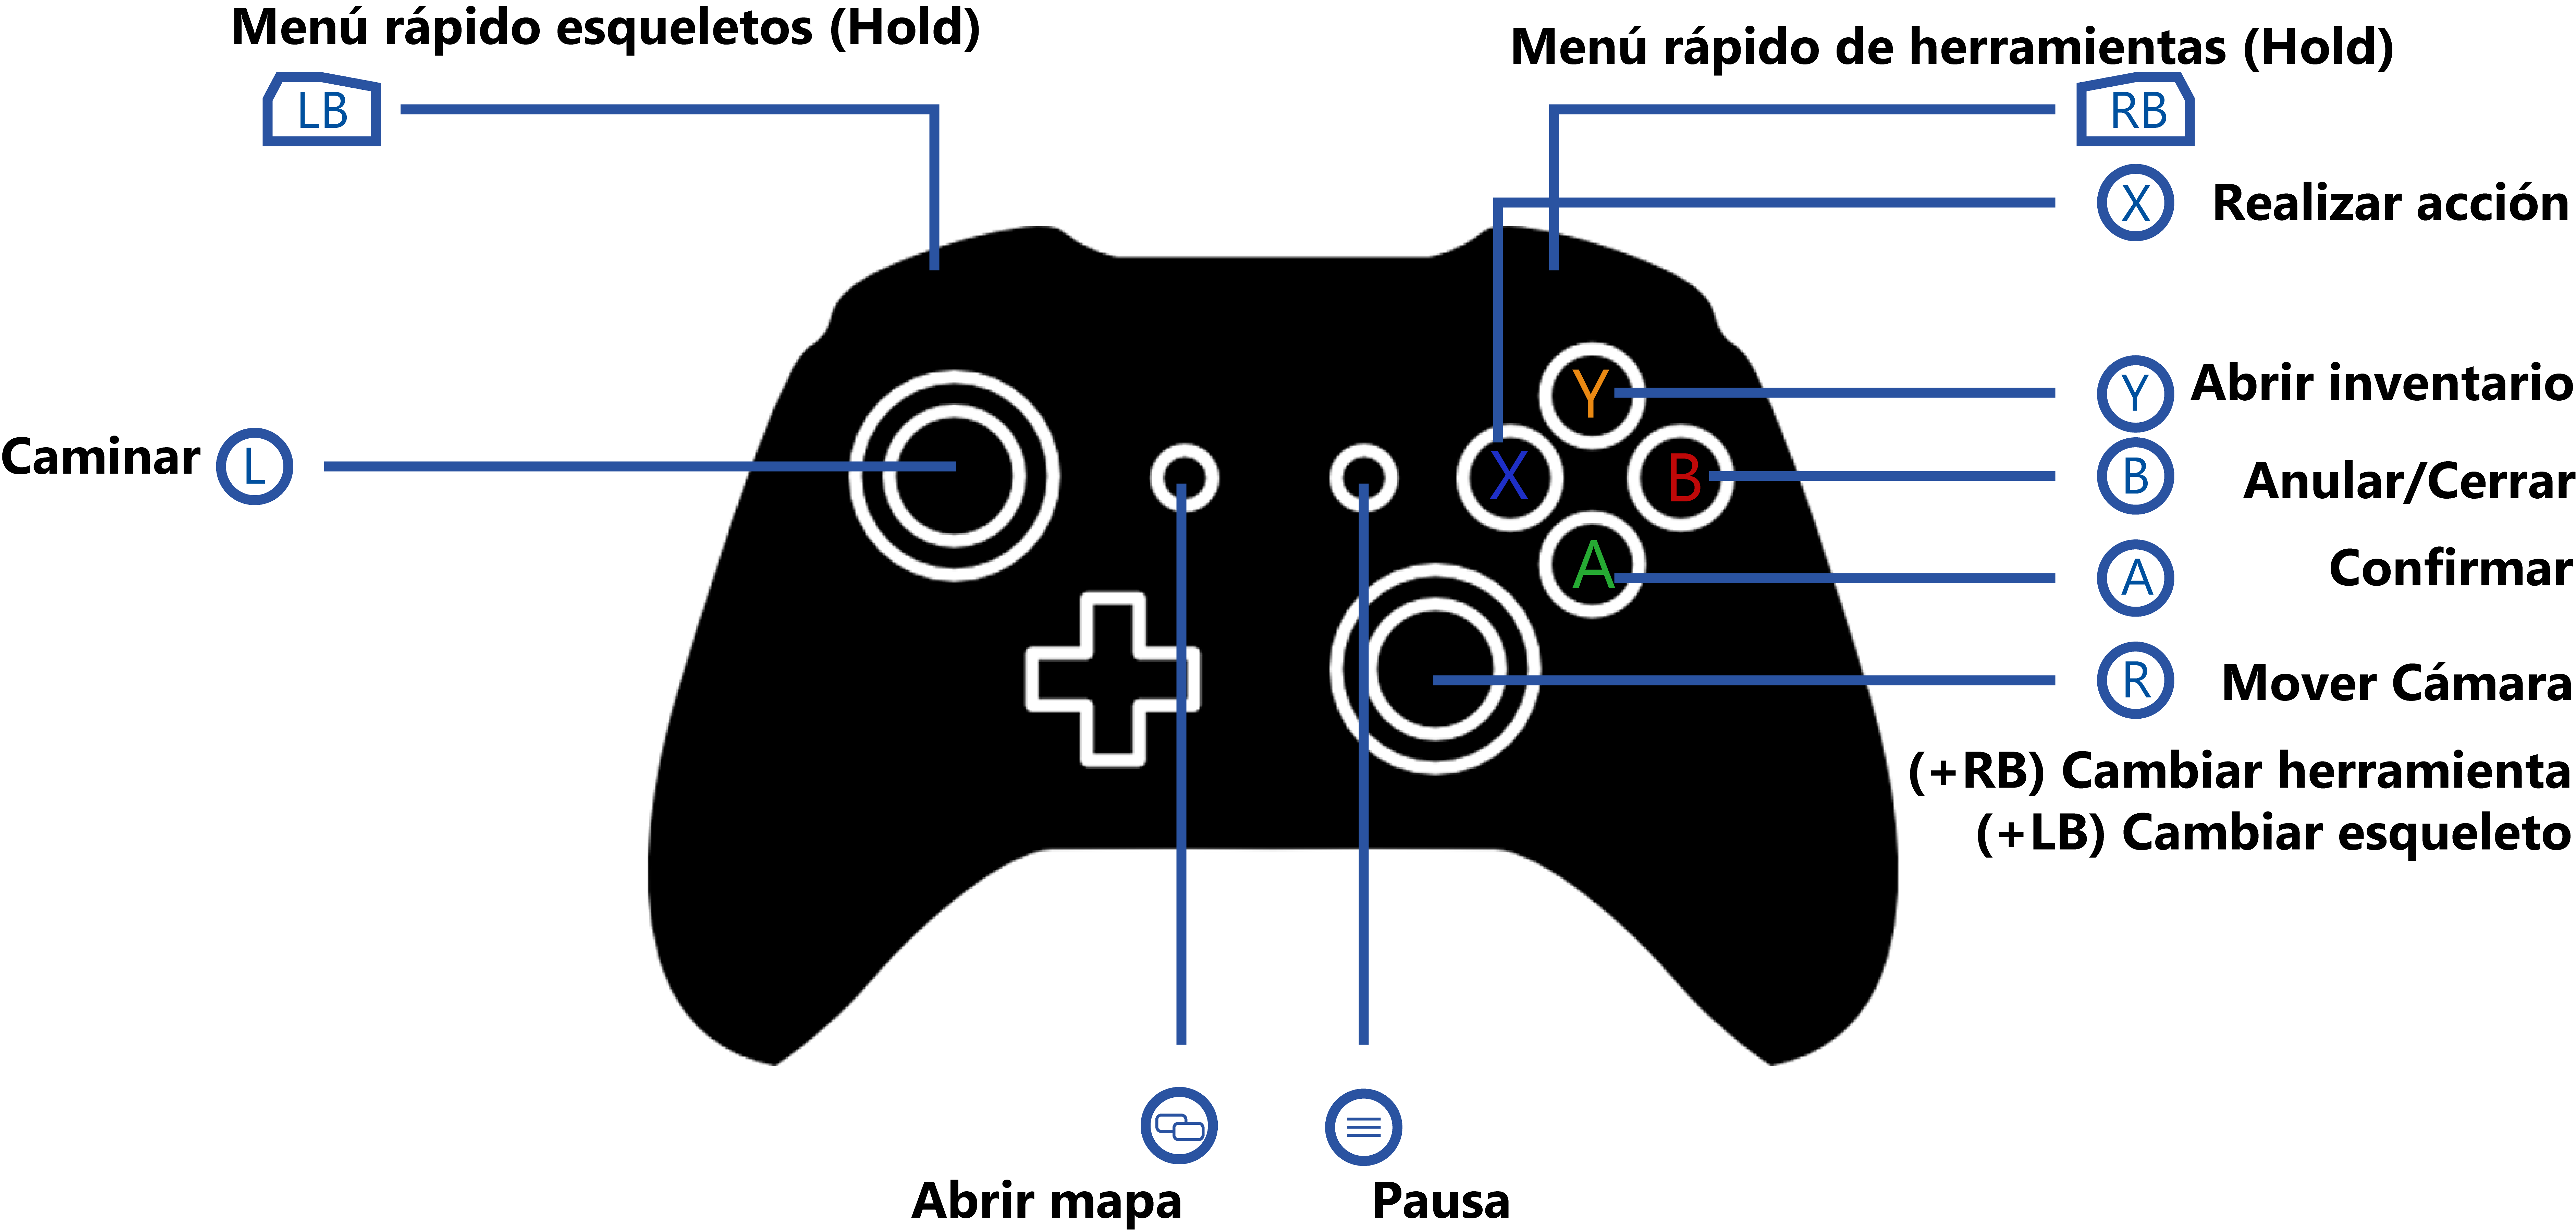 Menú rápido esqueletos (Hold)
Menú rápido de herramientas (Hold)
LB
RB
X Realizar acción
Y Abrir inventario
Y
Caminar L
X
B
B Anular/Cerrar
A
A Confirmar
R Mover Cámara
(+RB) Cambiar herramienta
(+LB) Cambiar esqueleto
Abrir mapa
Pausa